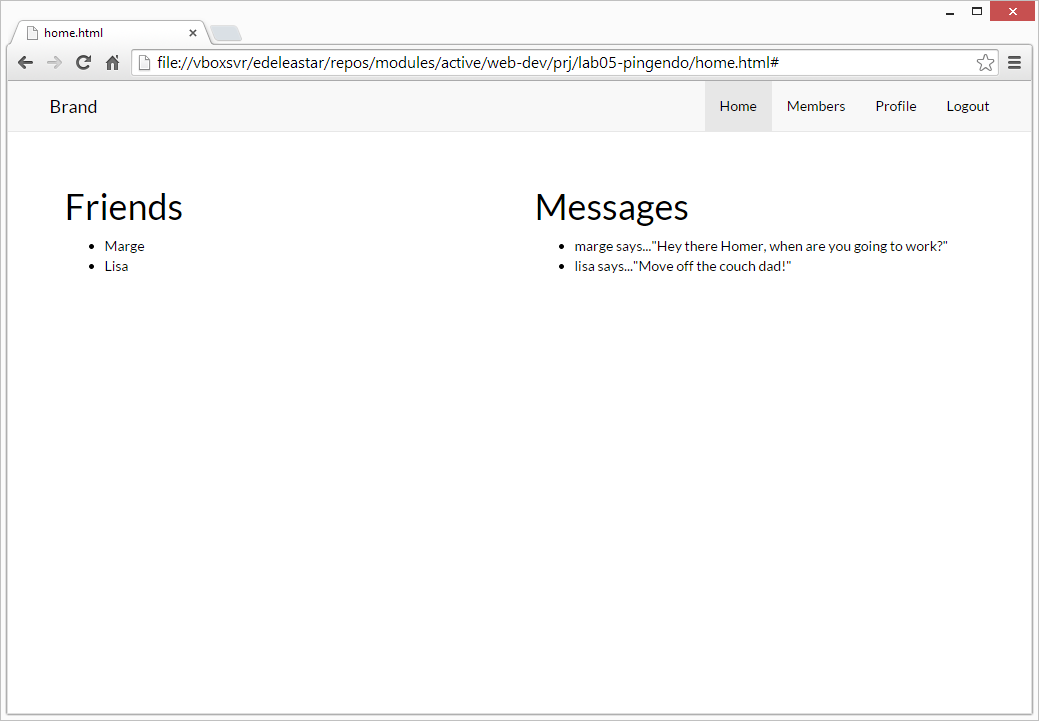 home.html
file://vboxsvr/edeleastar/repos/modules/active/web-dev/prj/lab05-pingendo/home.html#
Brand Home Members Profile Logout
Friends
Marge
Lisa
Messages
marge says..."Hey there Homer, when are you going to work?"
lisa says..."Move off the couch dad!"